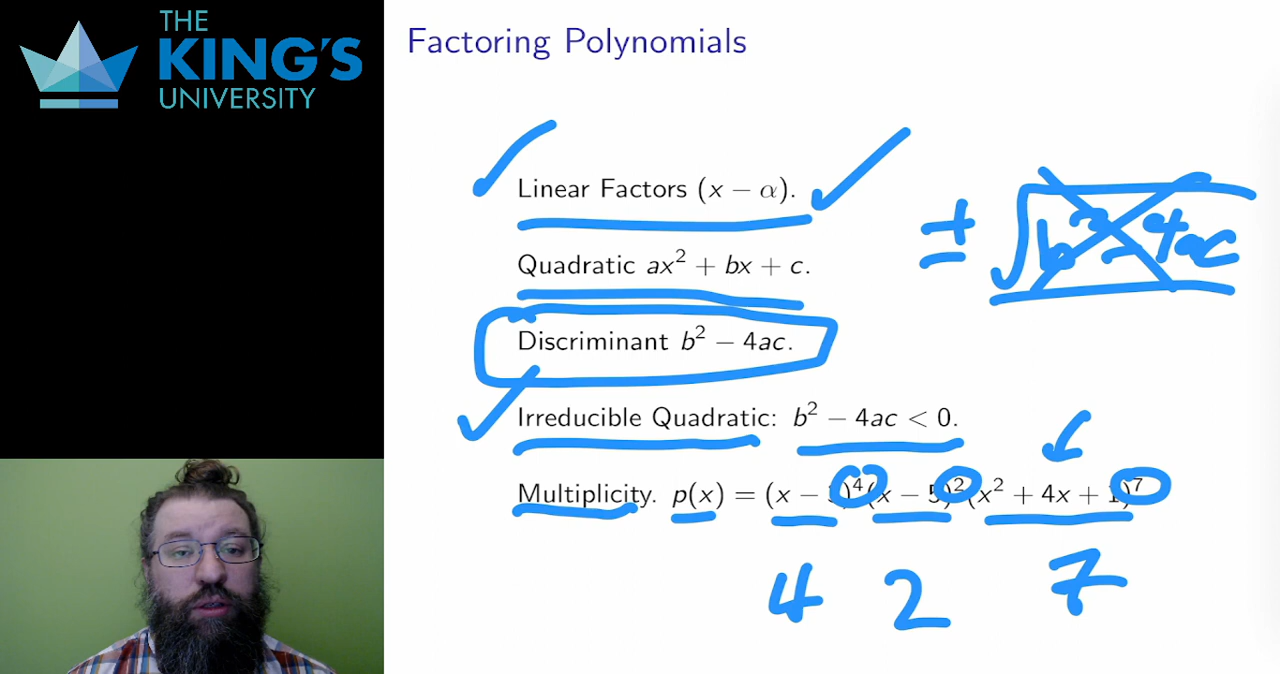 THE
KING'S
UNIVERSITY
Factoring Polynomials
Linear Factors (x − α).
Quadratic ax² + bx + c.
± √b² − 4ac
Discriminant b² − 4ac.
Irreducible Quadratic: b² − 4ac < 0.
Multiplicity. p(x) = (x − )⁴(x − 5)²(x² + 4x + 1)⁷
4 2 7